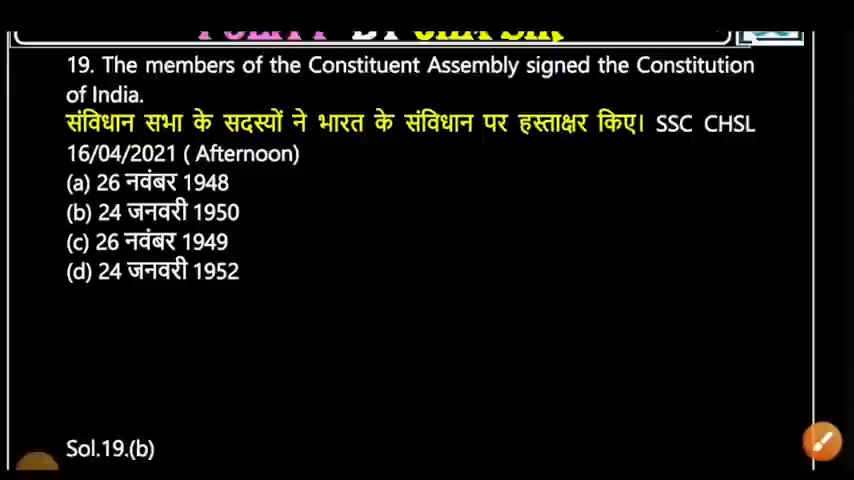 POLITY BY
19. The members of the Constituent Assembly signed the Constitution
of India.
संविधान सभा के सदस्यों ने भारत के संविधान पर हस्ताक्षर किए। SSC CHSL
16/04/2021 ( Afternoon)
(a) 26 नवंबर 1948
(b) 24 जनवरी 1950
(c) 26 नवंबर 1949
(d) 24 जनवरी 1952
Sol.19.(b)